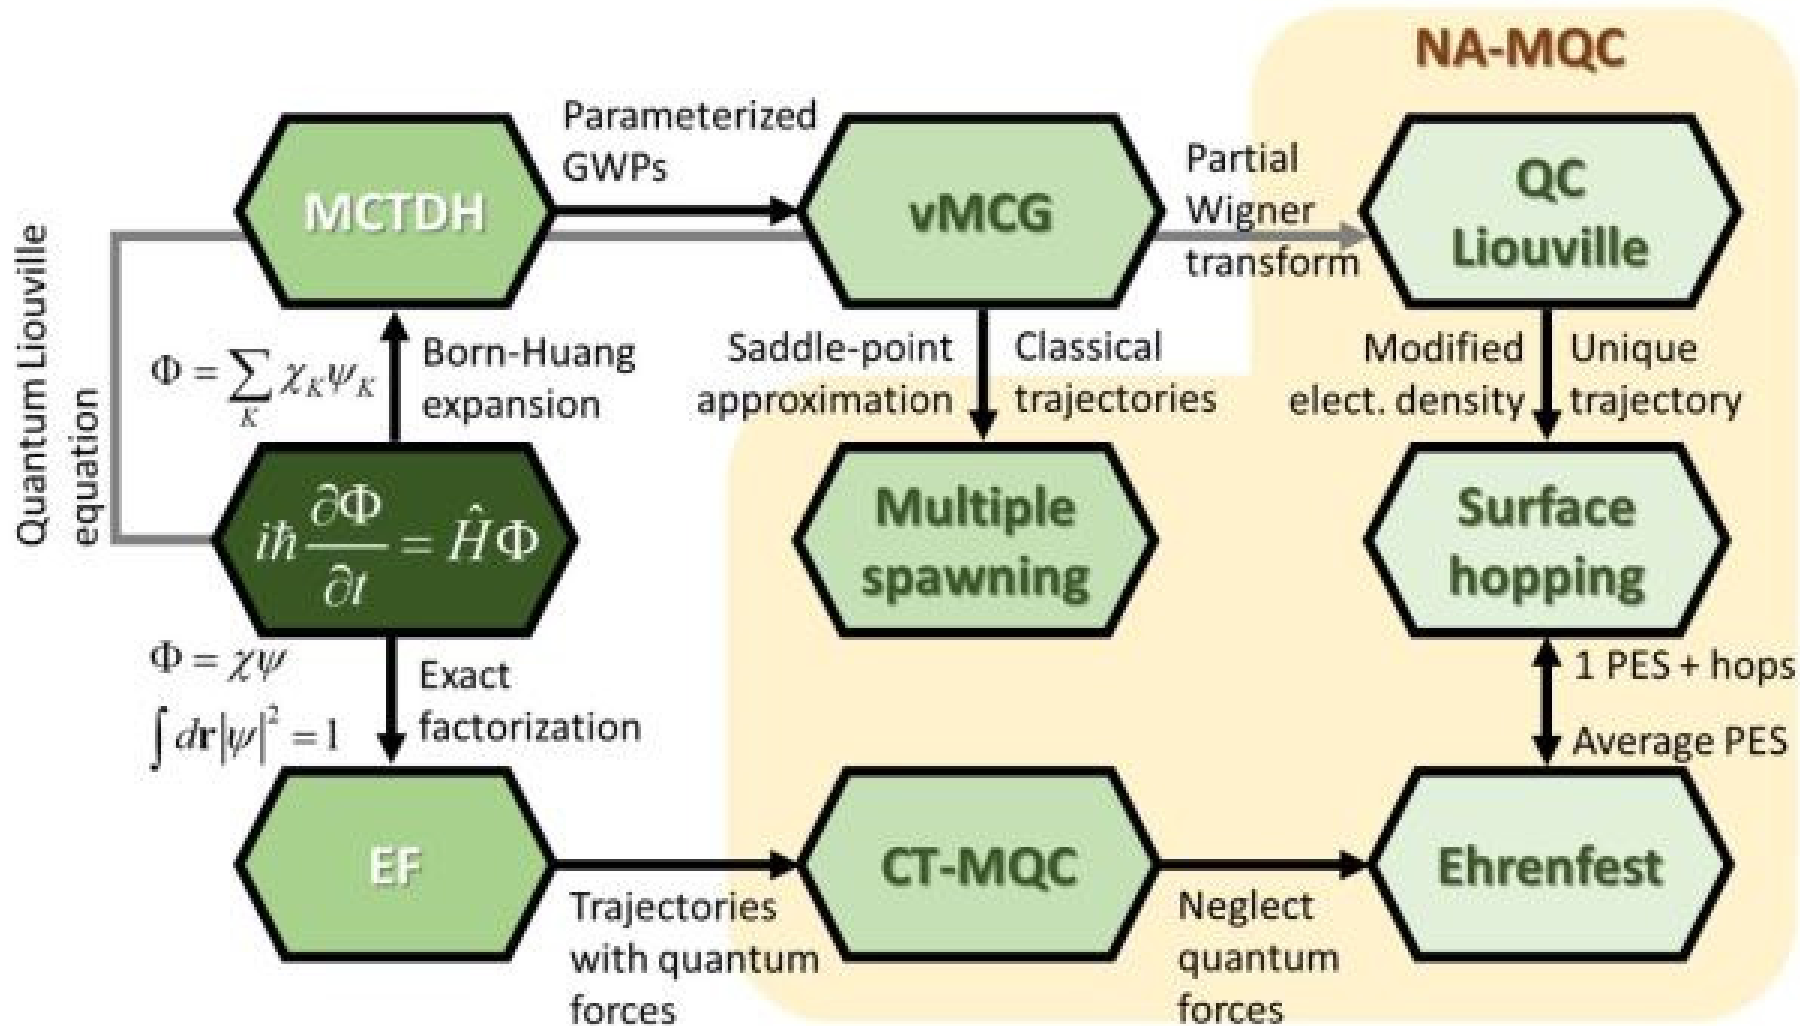 NA-MQC
Parameterized
GWPs
MCTDH
vMCG
Partial
Wigner
transform
QC
Liouville
Quantum Liouville
equation
Φ = ∑ χ_K ψ_K
K
Born-Huang
expansion
Saddle-point
approximation
Classical
trajectories
Modified
elect. density
Unique
trajectory
iħ ∂Φ/∂t = ĤΦ
Multiple
spawning
Surface
hopping
Φ = χψ
∫ dr|ψ|² = 1
Exact
factorization
1 PES + hops
Average PES
EF
CT-MQC
Ehrenfest
Trajectories
with quantum
forces
Neglect
quantum
forces